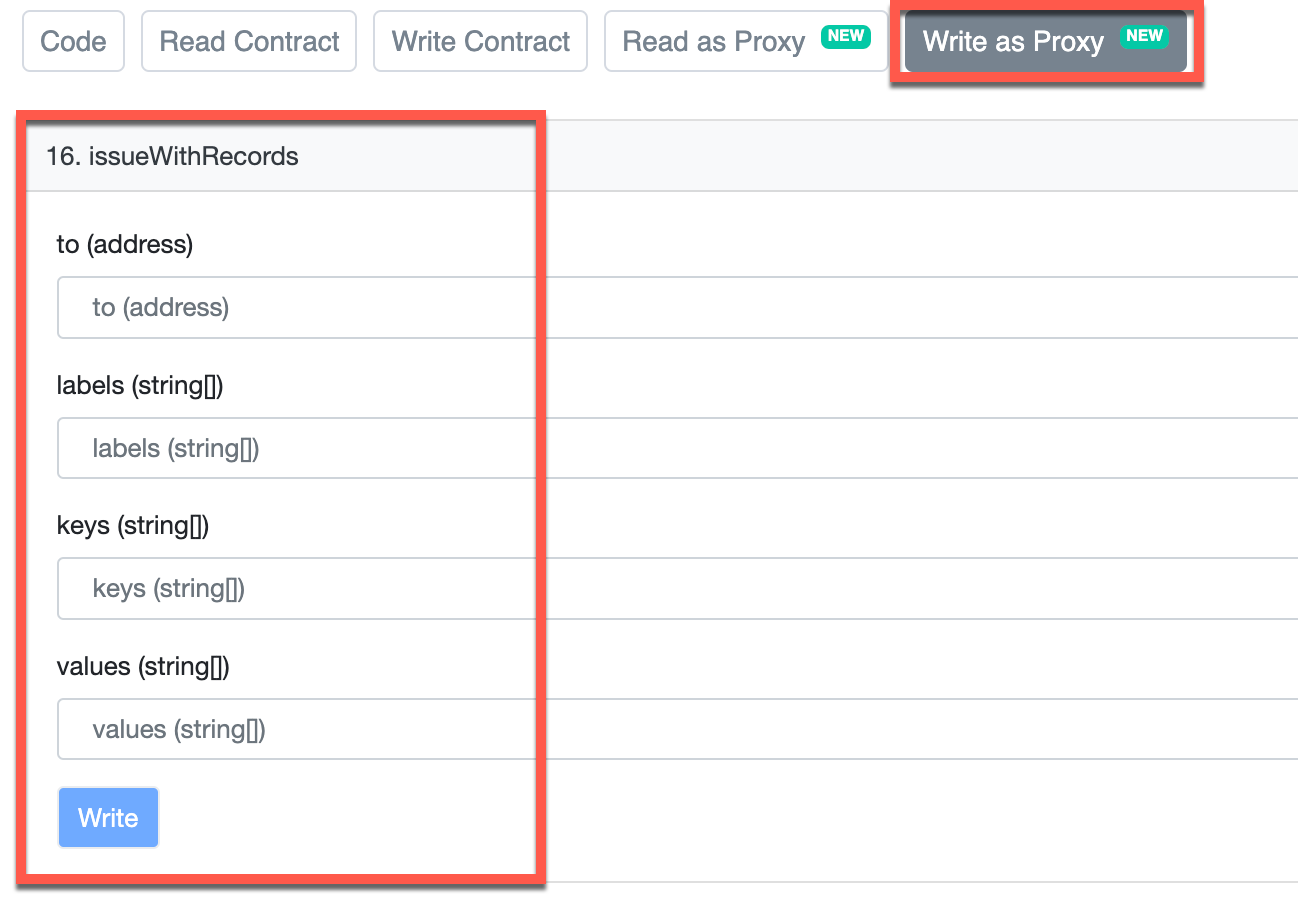 Code Read Contract Write Contract Read as Proxy NEW Write as Proxy NEW
16. issueWithRecords
to (address)
to (address)
labels (string[])
labels (string[])
keys (string[])
keys (string[])
values (string[])
values (string[])
Write